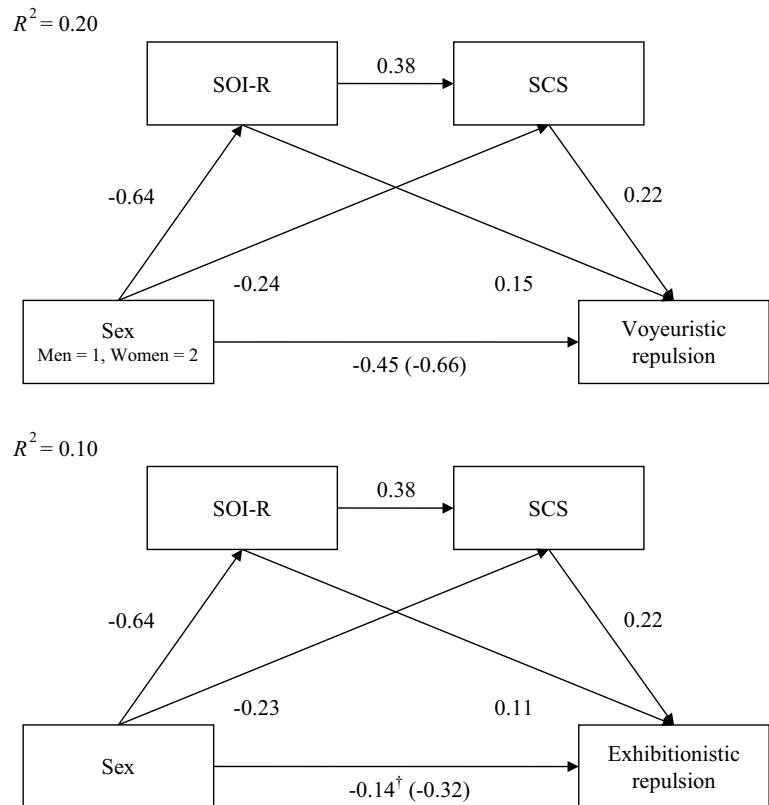 R² = 0.20
0.38
SOI-R
SCS
-0.64
0.22
-0.24
0.15
Sex
Men = 1, Women = 2
Voyeuristic
repulsion
-0.45 (-0.66)
R² = 0.10
0.38
SOI-R
SCS
-0.64
0.22
-0.23
0.11
Sex
Exhibitionistic
repulsion
-0.14† (-0.32)